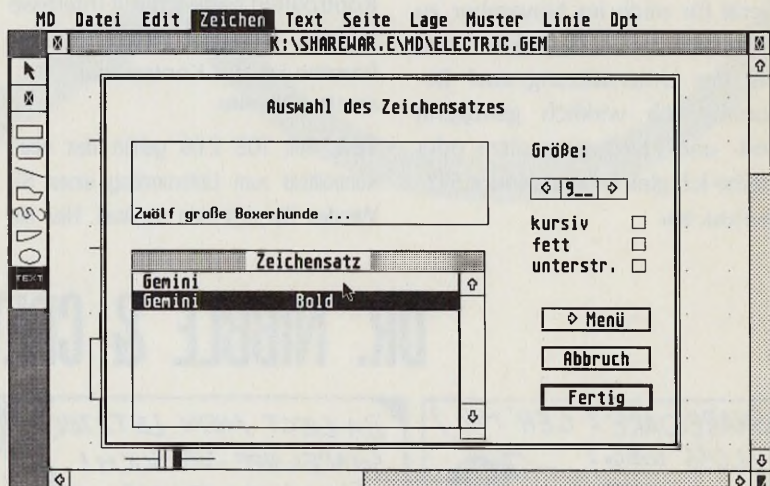 MD Datei Edit Zeichen Text Seite Lage Muster Linie Dpt
K:\SHAREWAR.E\MD\ELECTRIC.GEM
Auswahl des Zeichensatzes
Größe:
9__
Zwölf große Boxerhunde ...
kursiv
fett
unterstr.
Zeichensatz
Gemini
Gemini Bold
Menü
Abbruch
Fertig
TEXT